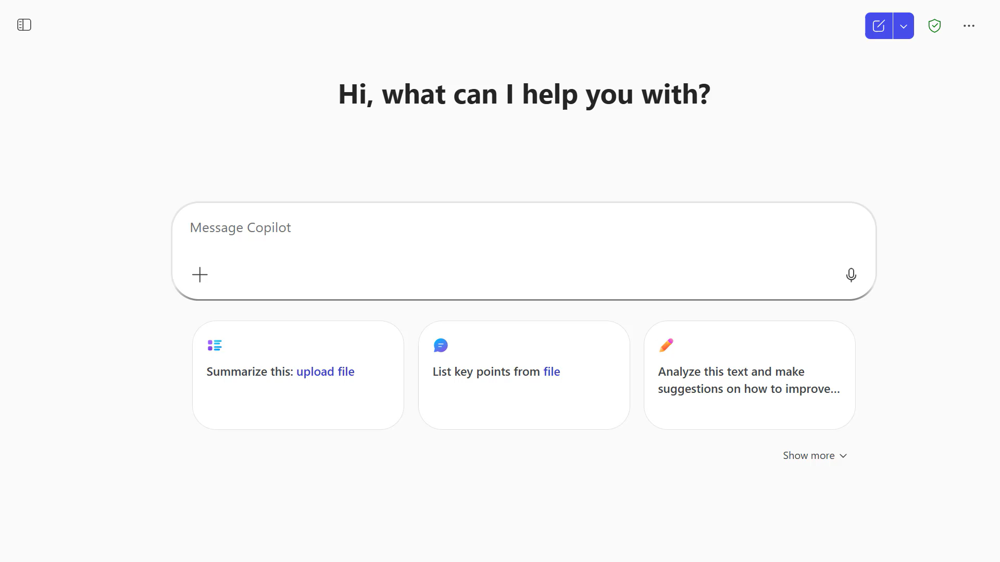 Hi, what can I help you with?
Message Copilot
Summarize this: upload file
List key points from file
Analyze this text and make
suggestions on how to improve...
Show more